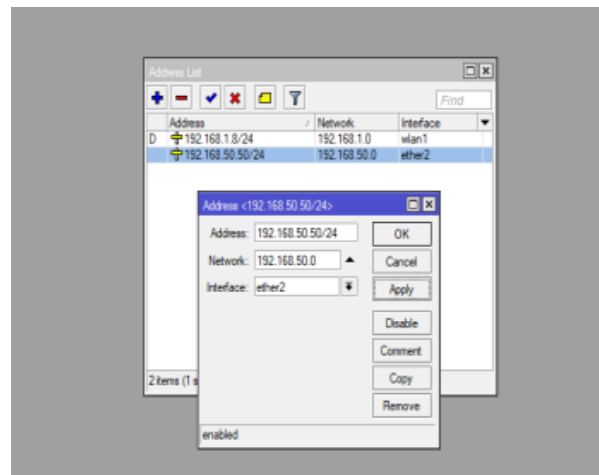 Address List
Find
Address Network Interface
D 192.168.1.8/24 192.168.1.0 wlan1
192.168.50.50/24 192.168.50.0 ether2
Address <192.168.50.50/24>
Address: 192.168.50.50/24 OK
Network: 192.168.50.0 Cancel
Interface: ether2 Apply
Disable
Comment
Copy
Remove
2 items (1 s
enabled